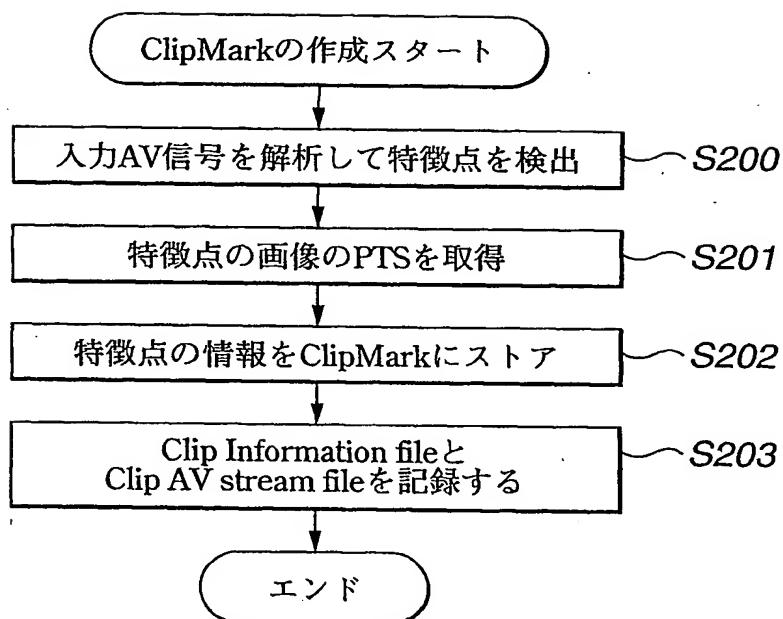 ClipMarkの作成スタート
入力AV信号を解析して特徴点を検出
S200
特徴点の画像のPTSを取得
S201
特徴点の情報をClipMarkにストア
S202
Clip Information fileと
Clip AV stream fileを記録する
S203
エンド